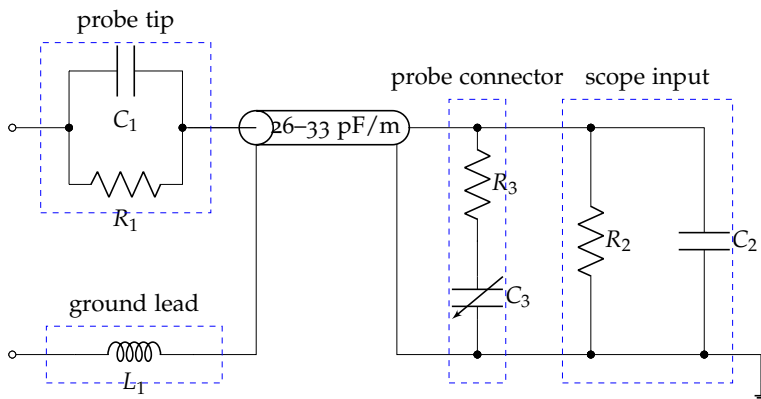 probe tip
C1
R1
26–33 pF/m
probe connector
scope input
R3
C3
R2
C2
ground lead
L1